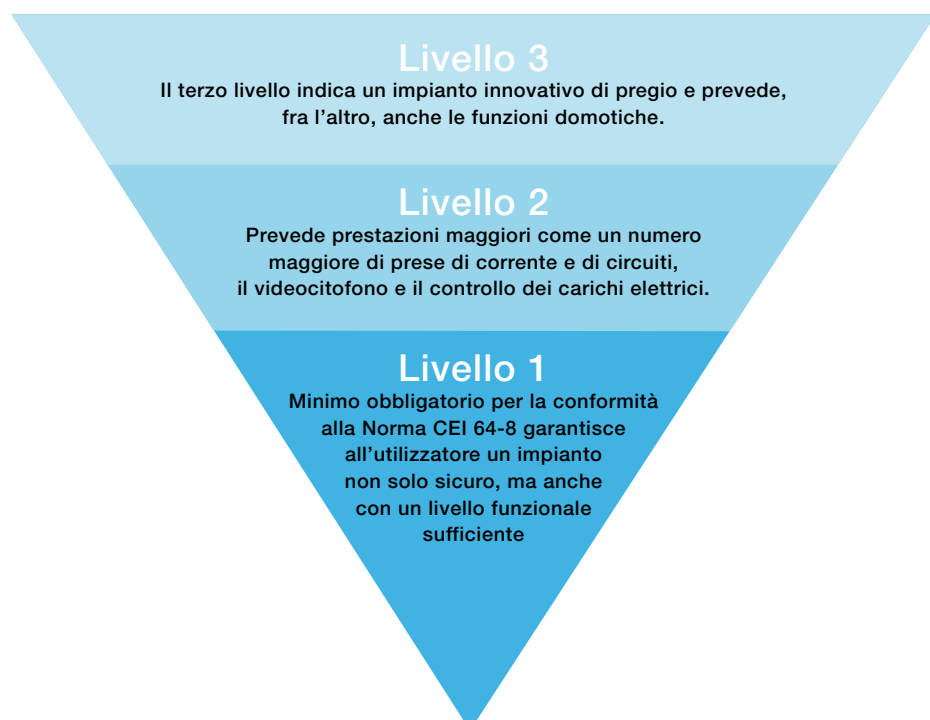 Livello 3
Il terzo livello indica un impianto innovativo di pregio e prevede,
fra l'altro, anche le funzioni domotiche.
Livello 2
Prevede prestazioni maggiori come un numero
maggiore di prese di corrente e di circuiti,
il videocitofono e il controllo dei carichi elettrici.
Livello 1
Minimo obbligatorio per la conformità
alla Norma CEI 64-8 garantisce
all'utilizzatore un impianto
non solo sicuro, ma anche
con un livello funzionale
sufficiente